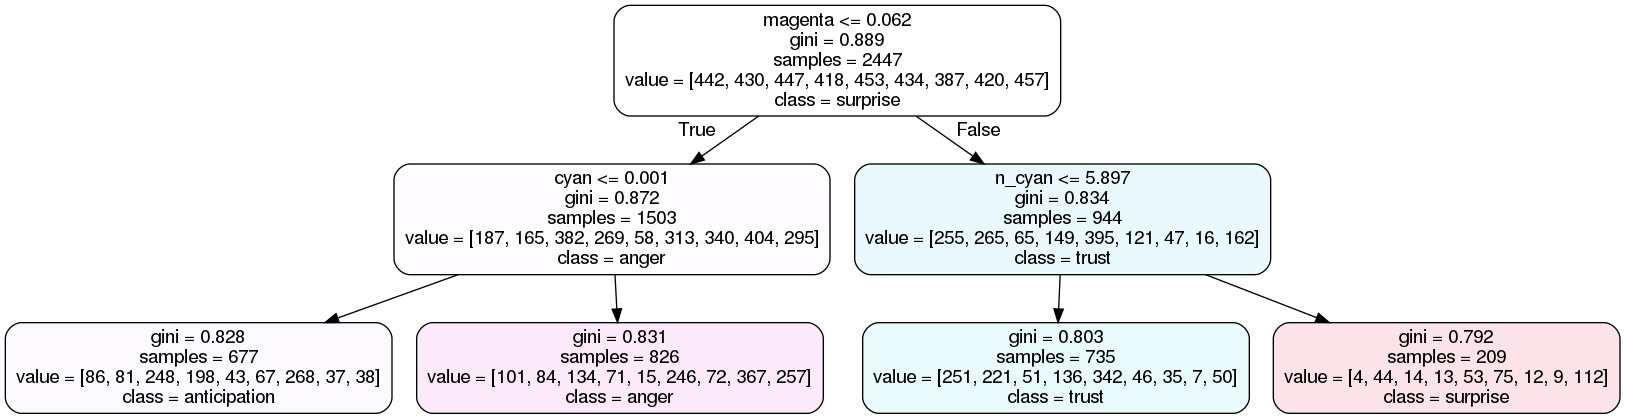 magenta <= 0.062
gini = 0.889
samples = 2447
value = [442, 430, 447, 418, 453, 434, 387, 420, 457]
class = surprise
True
False
cyan <= 0.001
gini = 0.872
samples = 1503
value = [187, 165, 382, 269, 58, 313, 340, 404, 295]
class = anger
n_cyan <= 5.897
gini = 0.834
samples = 944
value = [255, 265, 65, 149, 395, 121, 47, 16, 162]
class = trust
gini = 0.828
samples = 677
value = [86, 81, 248, 198, 43, 67, 268, 37, 38]
class = anticipation
gini = 0.831
samples = 826
value = [101, 84, 134, 71, 15, 246, 72, 367, 257]
class = anger
gini = 0.803
samples = 735
value = [251, 221, 51, 136, 342, 46, 35, 7, 50]
class = trust
gini = 0.792
samples = 209
value = [4, 44, 14, 13, 53, 75, 12, 9, 112]
class = surprise